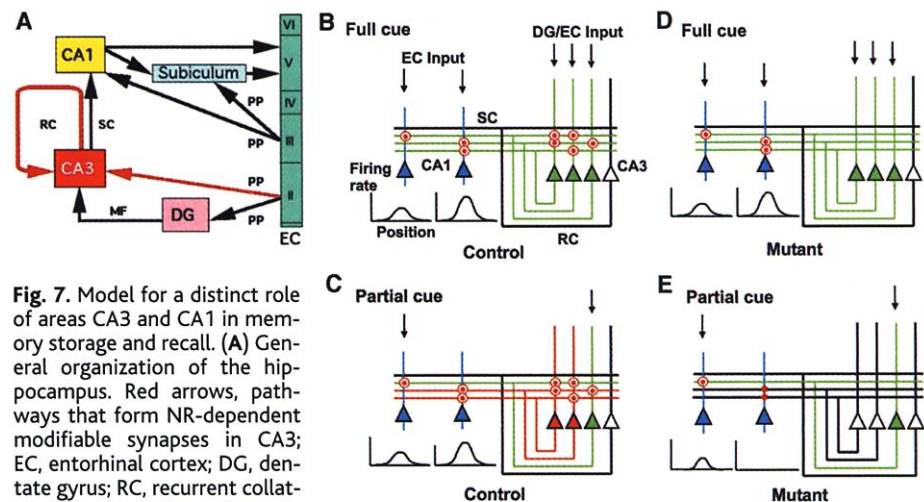 A
VI
V
IV
III
II
EC
CA1
Subiculum
PP
PP
PP
PP
RC
SC
CA3
MF
DG
B
Full cue
DG/EC Input
EC Input
SC
CA1
CA3
Firing
rate
Position
RC
Control
D
Full cue
Mutant
C
Partial cue
Control
E
Partial cue
Mutant
Fig. 7. Model for a distinct role
of areas CA3 and CA1 in mem-
ory storage and recall. (A) Gen-
eral organization of the hip-
pocampus. Red arrows, path-
ways that form NR-dependent
modifiable synapses in CA3;
EC, entorhinal cortex; DG, den-
tate gyrus; RC, recurrent collat-